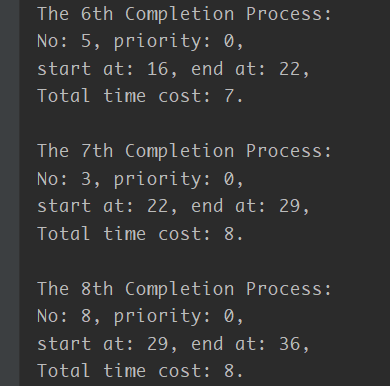 The 6th Completion Process:
No: 5, priority: 0,
start at: 16, end at: 22,
Total time cost: 7.
The 7th Completion Process:
No: 3, priority: 0,
start at: 22, end at: 29,
Total time cost: 8.
The 8th Completion Process:
No: 8, priority: 0,
start at: 29, end at: 36,
Total time cost: 8.